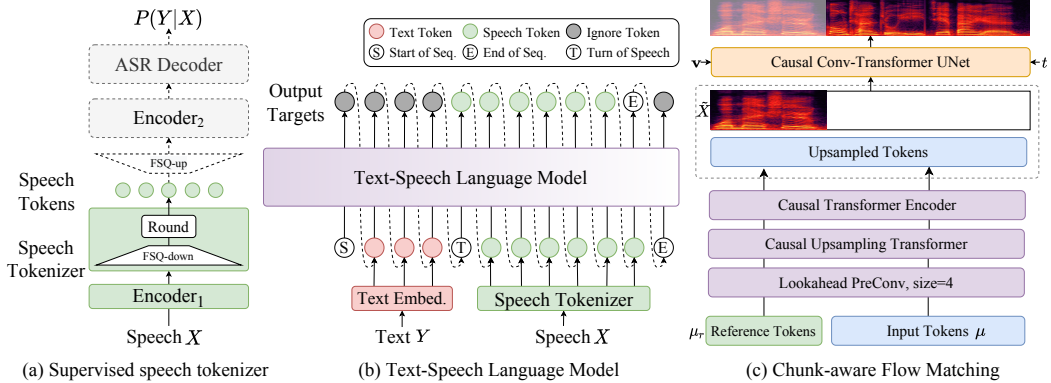 P(Y|X)
ASR Decoder
Encoder₂
FSQ-up
Speech
Tokens
Round
Speech
Tokenizer
FSQ-down
Encoder₁
Speech X
(a) Supervised speech tokenizer
Text Token
Speech Token
Ignore Token
S Start of Seq.
E End of Seq.
T Turn of Speech
Output
Targets
E
Text-Speech Language Model
S
T
E
Text Embed.
Speech Tokenizer
Text Y
Speech X
(b) Text-Speech Language Model
v
Causal Conv-Transformer UNet
t
X̃
Upsampled Tokens
Causal Transformer Encoder
Causal Upsampling Transformer
Lookahead PreConv, size=4
μᵣ Reference Tokens
Input Tokens μ
(c) Chunk-aware Flow Matching